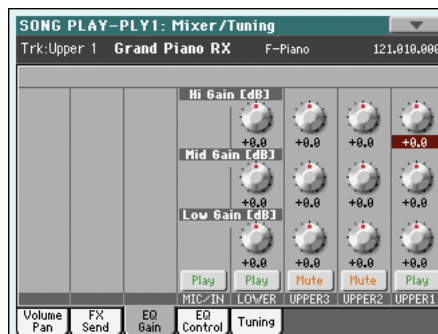 SONG PLAY-PLY1: Mixer/Tuning
Trk:Upper 1 Grand Piano RX F-Piano 121.010.000
Hi Gain [dB]
+0.0 +0.0 +0.0 +0.0
Mid Gain [dB]
+0.0 +0.0 +0.0 +0.0
Low Gain [dB]
+0.0 +0.0 +0.0 +0.0
Play Play Mute Mute Play
MIC/IN LOWER UPPER3 UPPER2 UPPER1
Volume Pan FX Send EQ Gain EQ Control Tuning